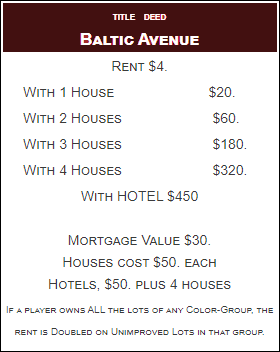 TITLE DEED
BALTIC AVENUE
RENT $4.
WITH 1 HOUSE $20.
WITH 2 HOUSES $60.
WITH 3 HOUSES $180.
WITH 4 HOUSES $320.
WITH HOTEL $450
MORTGAGE VALUE $30.
HOUSES COST $50. EACH
HOTELS, $50. PLUS 4 HOUSES
IF A PLAYER OWNS ALL THE LOTS OF ANY COLOR-GROUP, THE
RENT IS DOUBLED ON UNIMPROVED LOTS IN THAT GROUP.